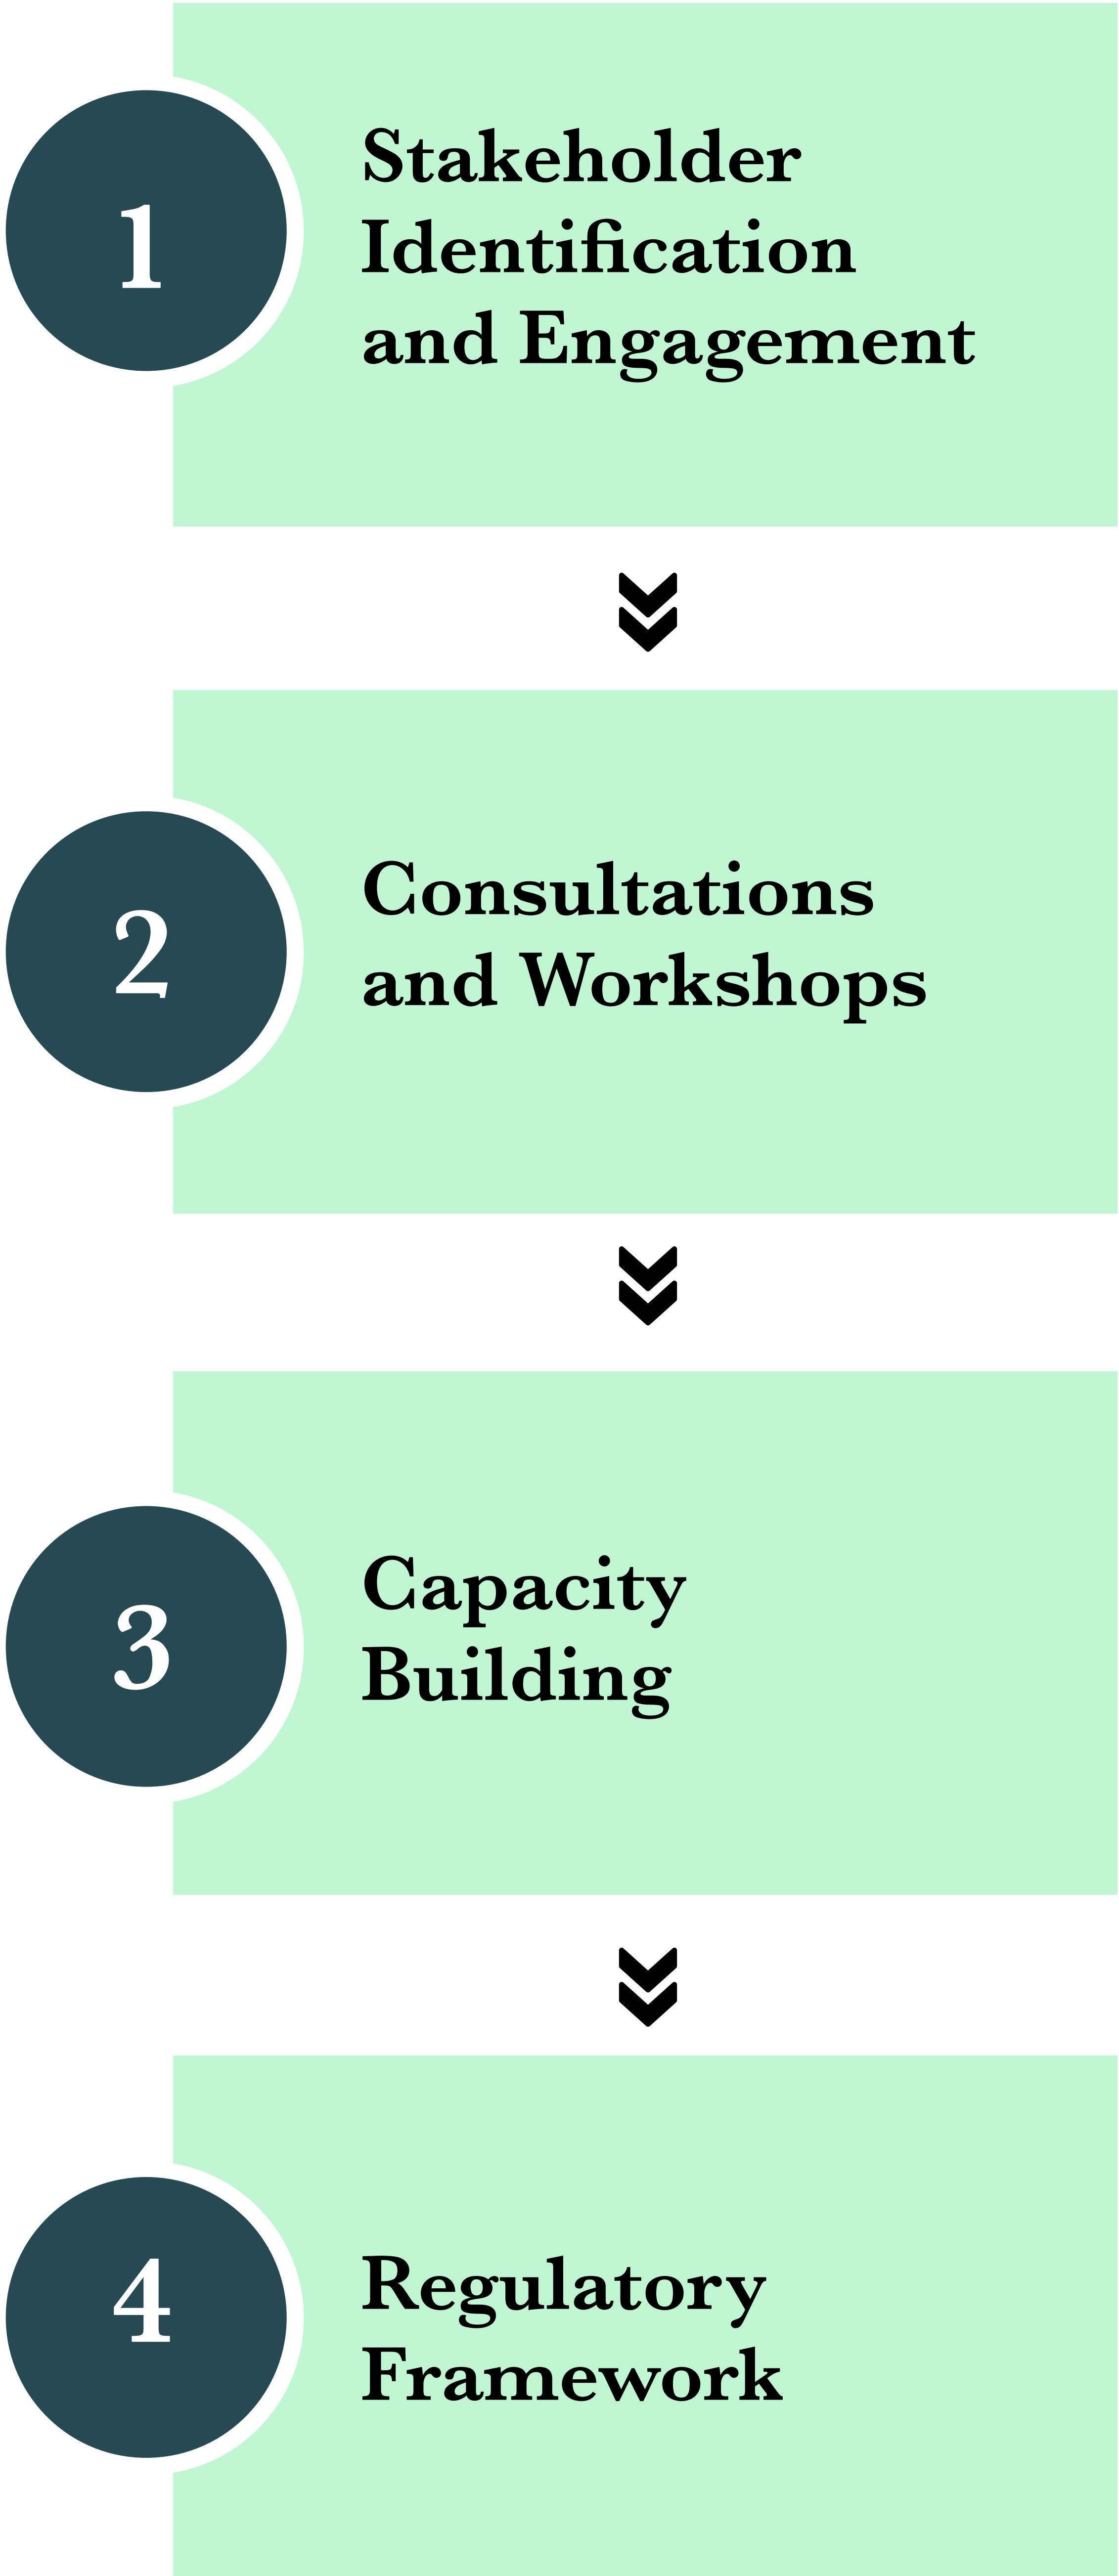 1
Stakeholder
Identification
and Engagement
2
Consultations
and Workshops
3
Capacity
Building
4
Regulatory
Framework